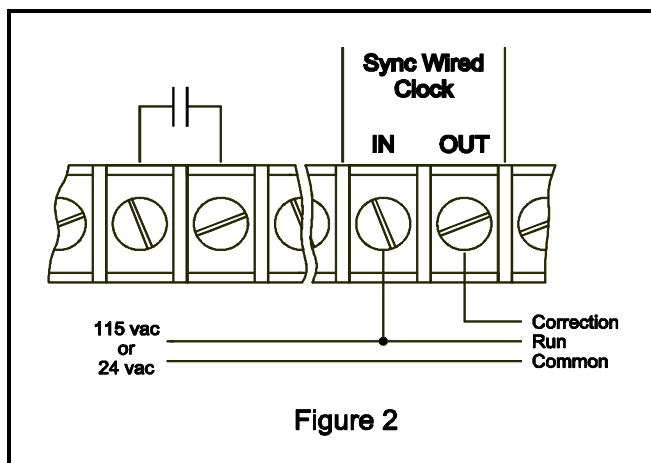 Sync Wired
Clock
IN OUT
115 vac
or
24 vac
Correction
Run
Common
Figure 2